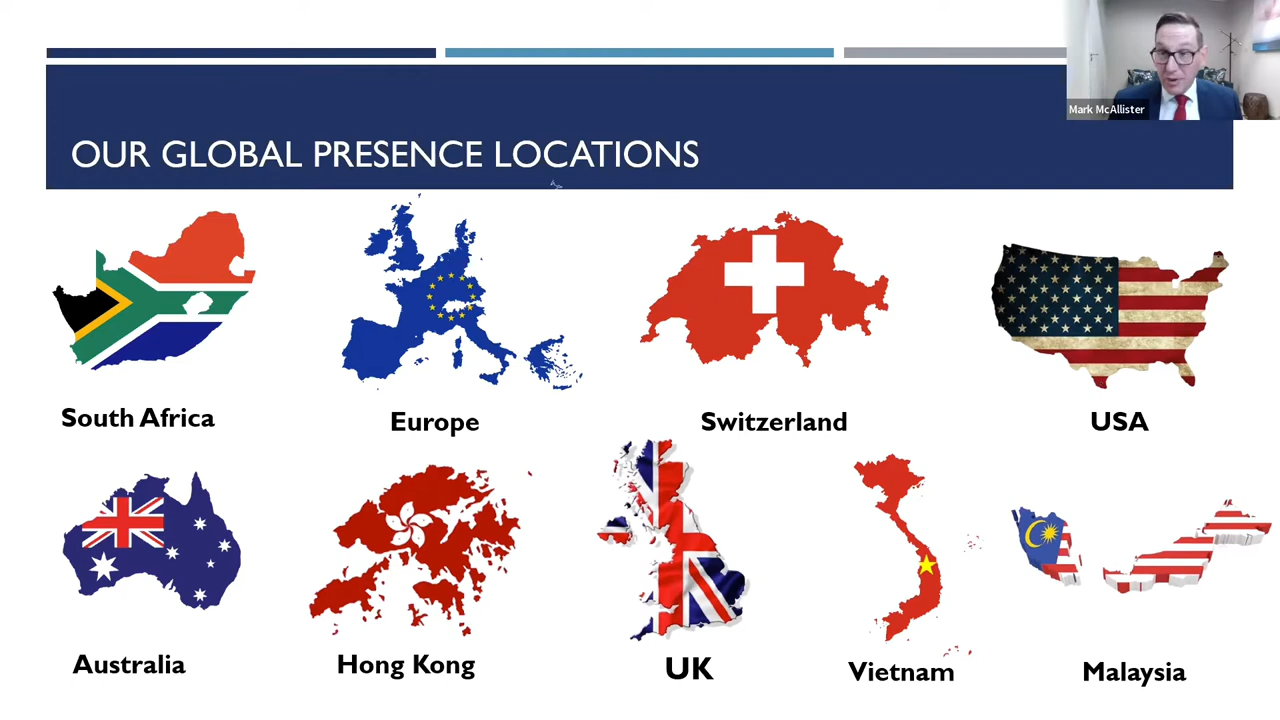 Mark McAllister
OUR GLOBAL PRESENCE LOCATIONS
South Africa
Europe
Switzerland
USA
Australia
Hong Kong
UK
Vietnam
Malaysia